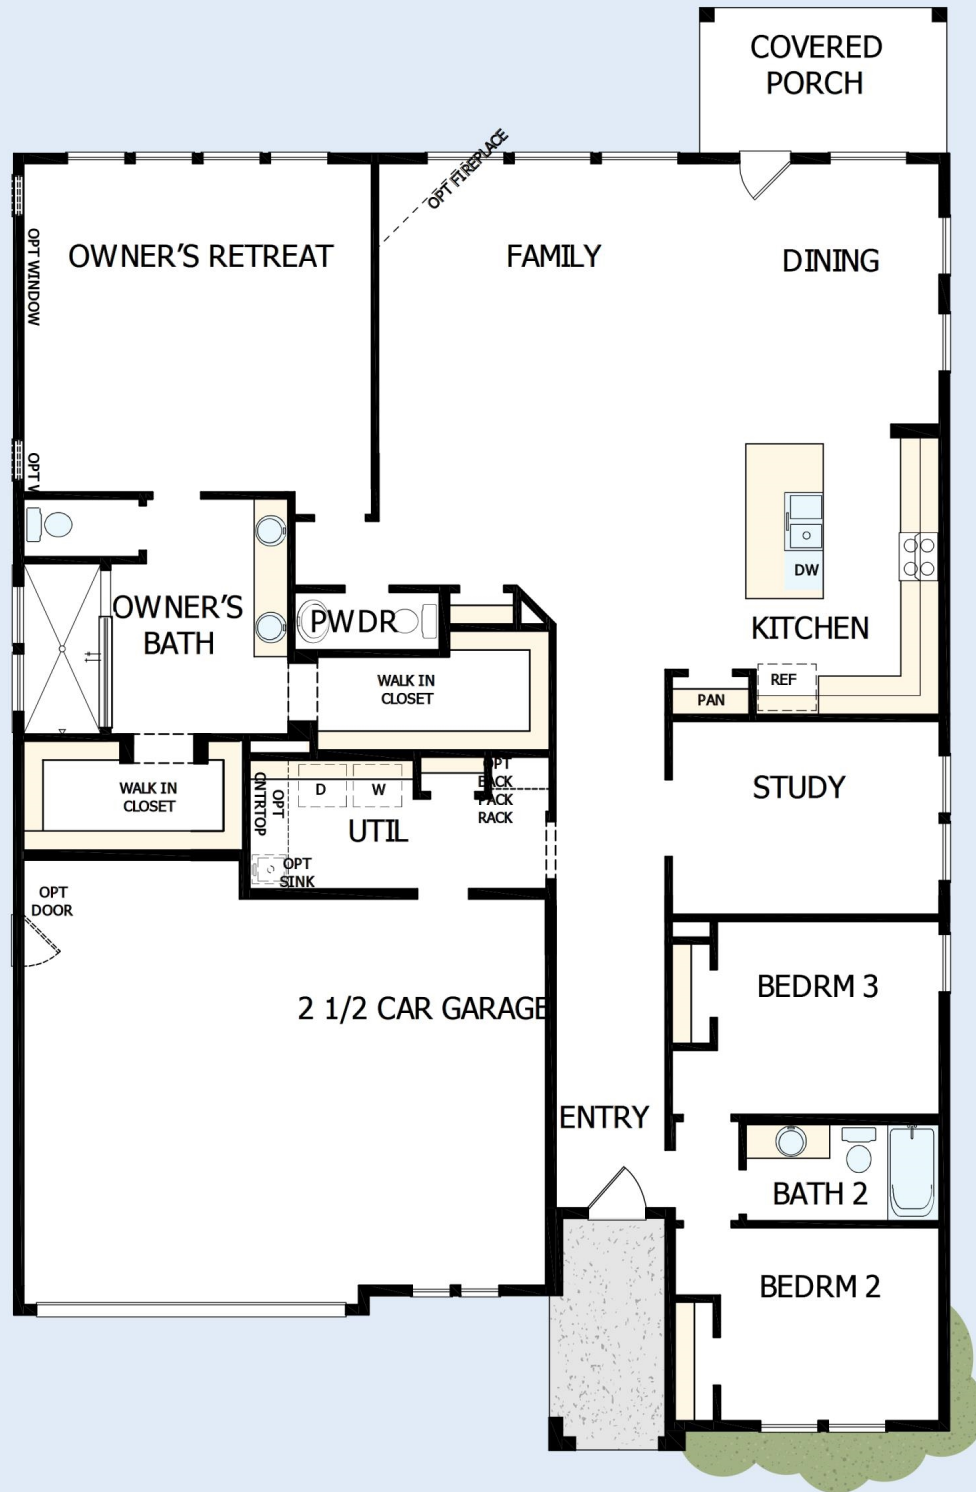 COVERED
PORCH
OPT FIREPLACE
OWNER'S RETREAT
FAMILY
DINING
OPT WINDOW
OPT
DW
OWNER'S
BATH
PWDR
KITCHEN
WALK IN
CLOSET
REF
PAN
WALK IN
CLOSET
OPT
CNTRTOP
D
W
OPT
BACK
PACK
RACK
STUDY
UTIL
OPT
SINK
OPT
DOOR
BEDRM 3
2 1/2 CAR GARAGE
ENTRY
BATH 2
BEDRM 2